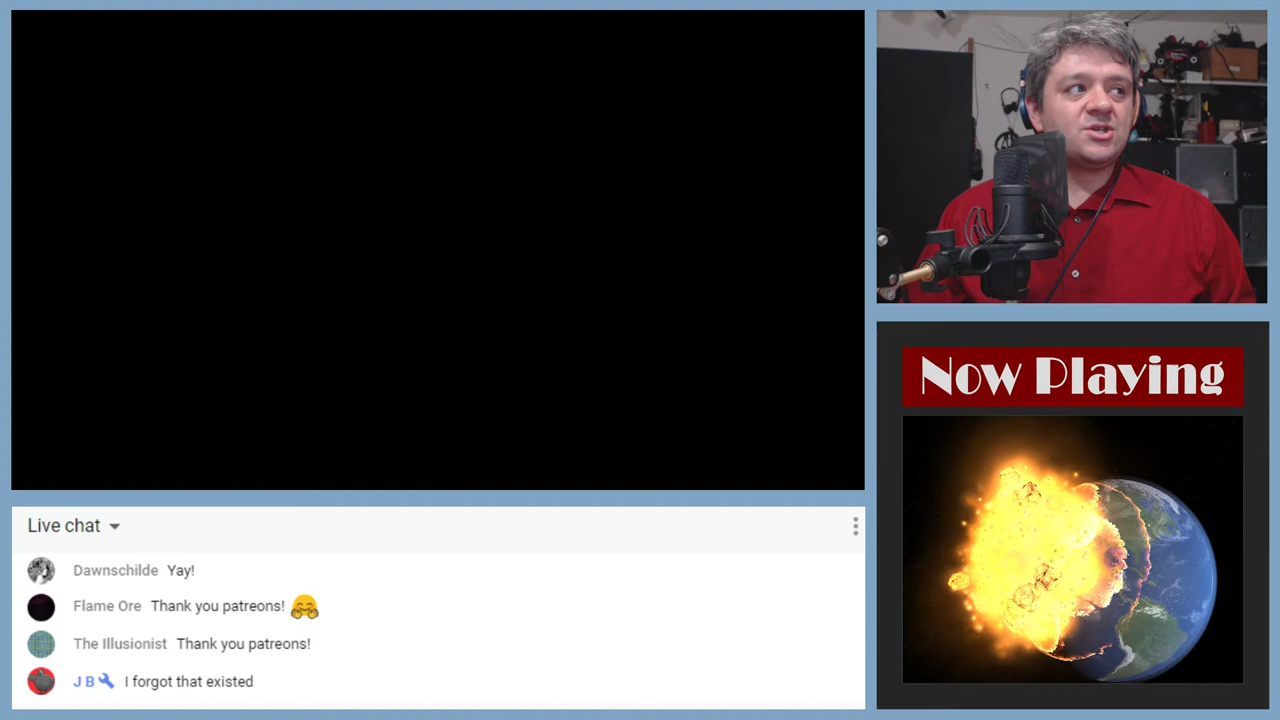 Now Playing
Live chat
Dawnschilde Yay!
Flame Ore Thank you patreons!
The Illusionist Thank you patreons!
J B I forgot that existed